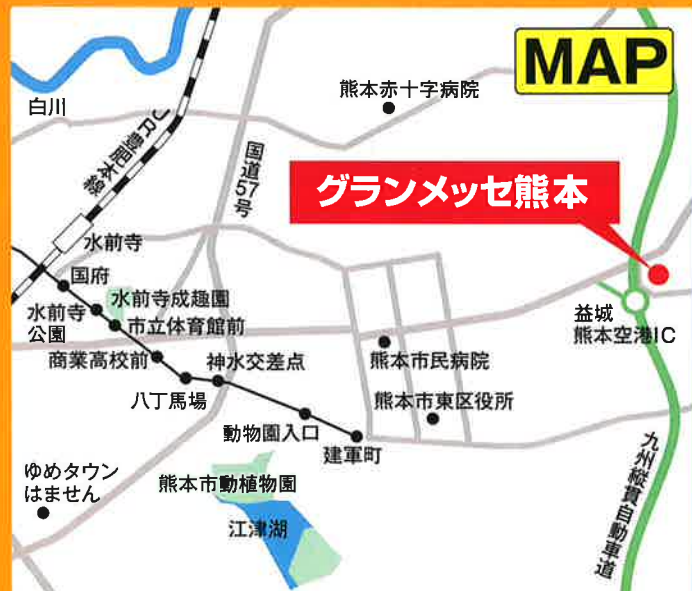 MAP
熊本赤十字病院
白川
JR豊肥本線
国道57号
グランメッセ熊本
水前寺
国府
水前寺成趣園
水前寺
公園
市立体育館前
益城
熊本空港IC
商業高校前
神水交差点
熊本市民病院
八丁馬場
熊本市東区役所
動物園入口
建軍町
九州縦貫自動車道
ゆめタウン
はません
熊本市動植物園
江津湖